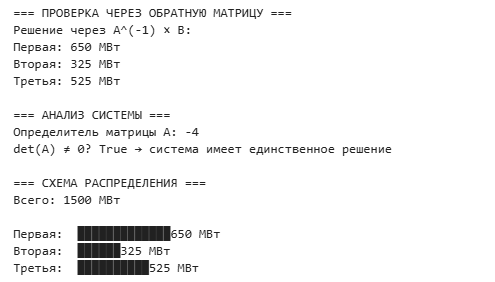 === ПРОВЕРКА ЧЕРЕЗ ОБРАТНУЮ МАТРИЦУ ===
Решение через A^(-1) × B:
Первая: 650 МВт
Вторая: 325 МВт
Третья: 525 МВт
=== АНАЛИЗ СИСТЕМЫ ===
Определитель матрицы A: -4
det(A) ≠ 0? True → система имеет единственное решение
=== СХЕМА РАСПРЕДЕЛЕНИЯ ===
Всего: 1500 МВт
Первая: █████████████650 МВт
Вторая: ██████325 МВт
Третья: ██████████525 МВт